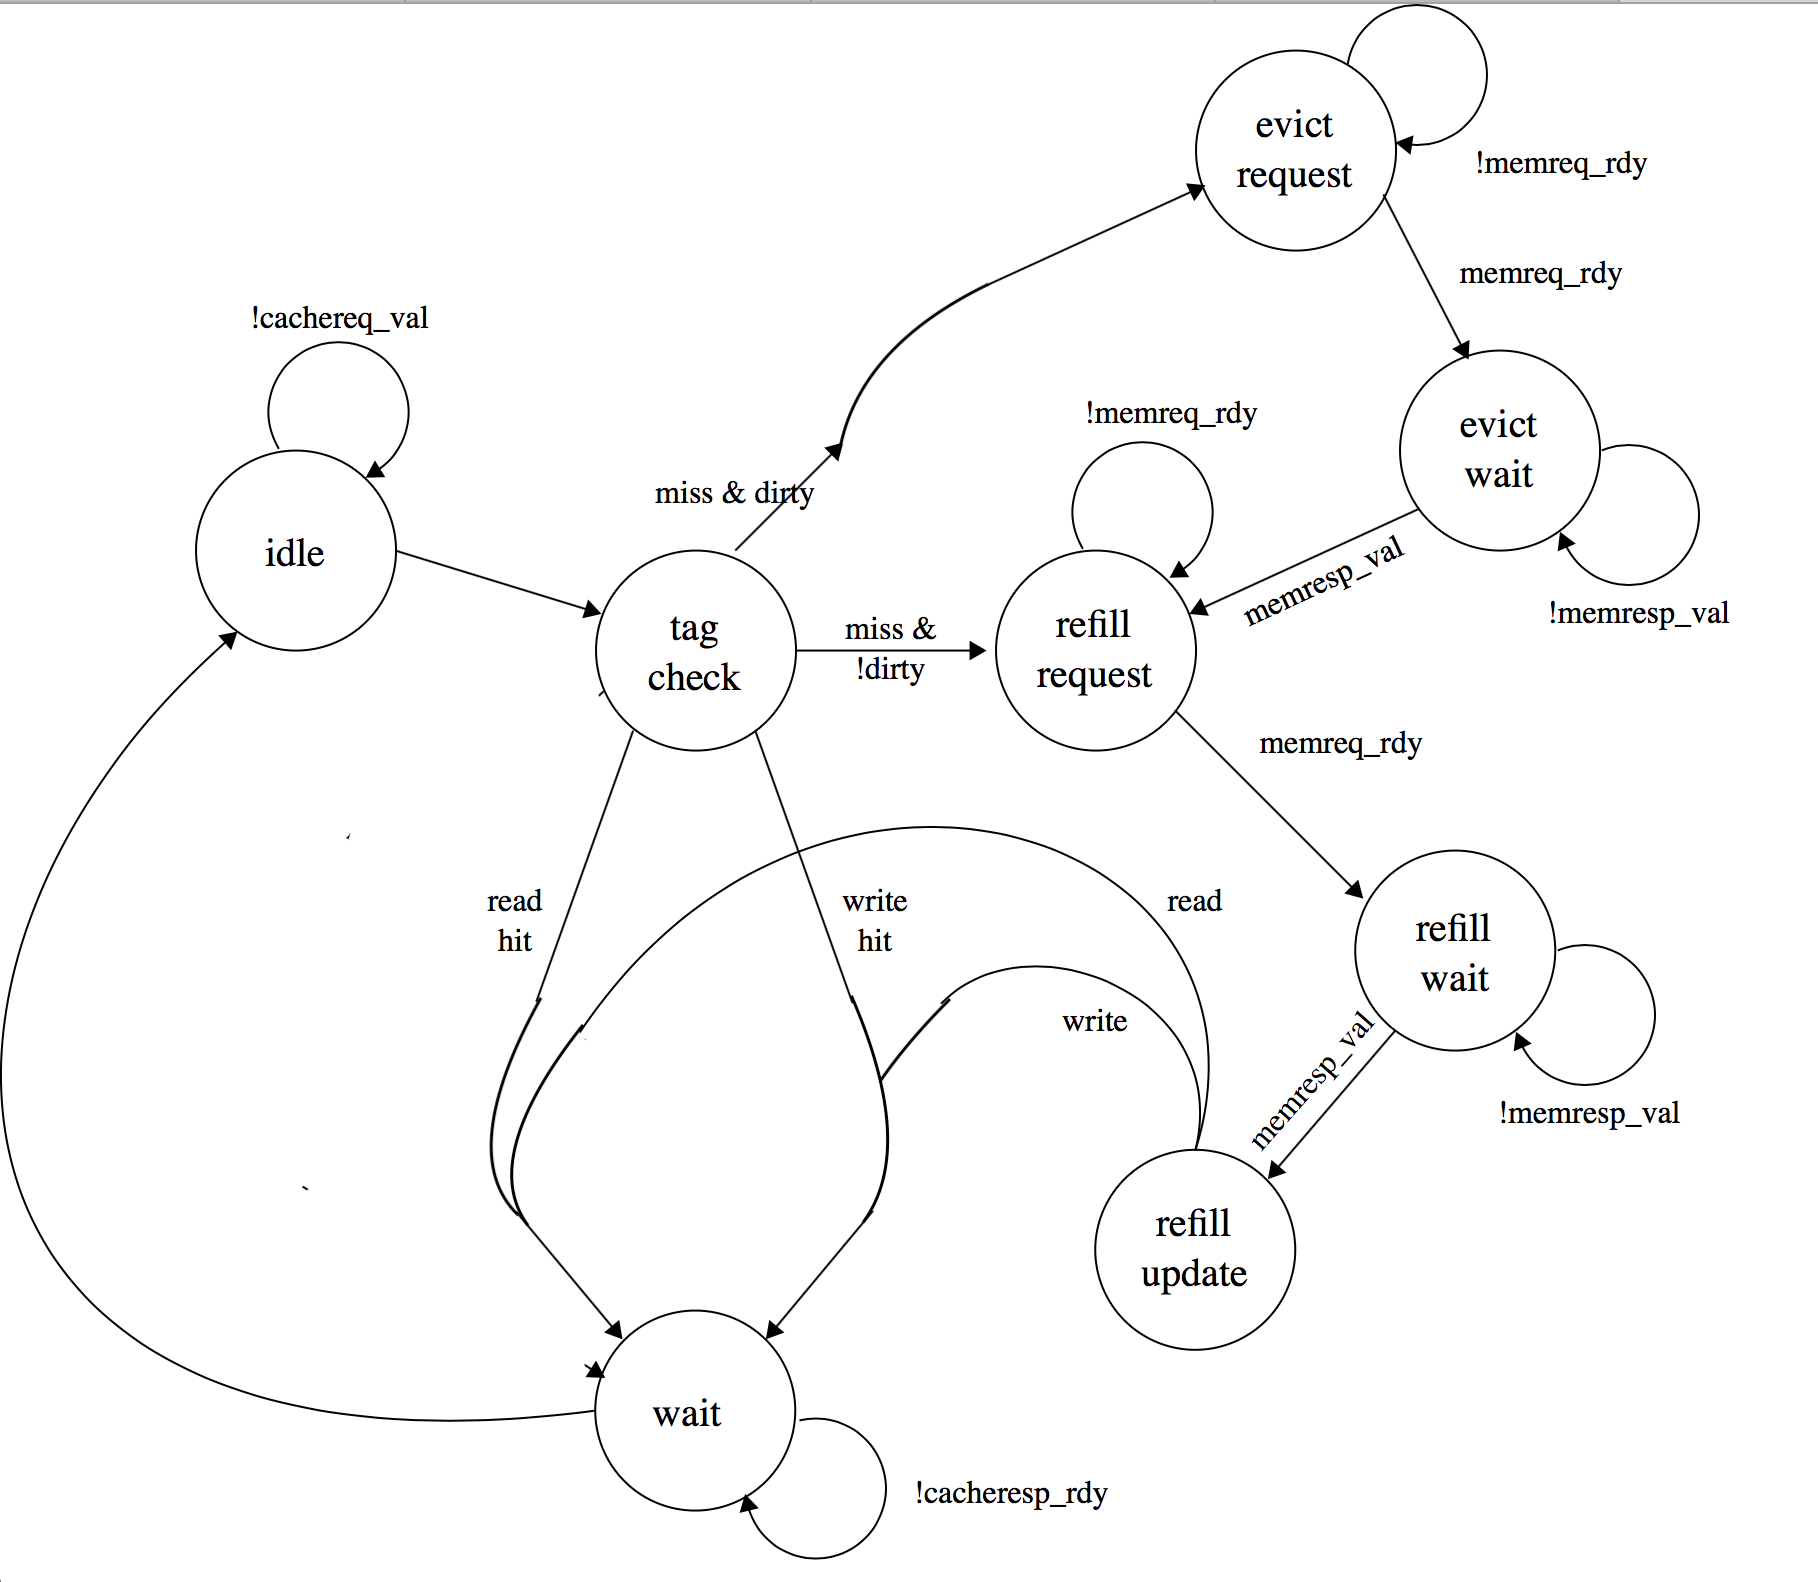 evict
request
!memreq_rdy
memreq_rdy
!cachereq_val
evict
wait
!memreq_rdy
miss & dirty
idle
memresp_val
!memresp_val
tag
check
miss &
!dirty
refill
request
memreq_rdy
read
hit
write
hit
read
refill
wait
write
memresp_val
!memresp_val
refill
update
wait
!cacheresp_rdy